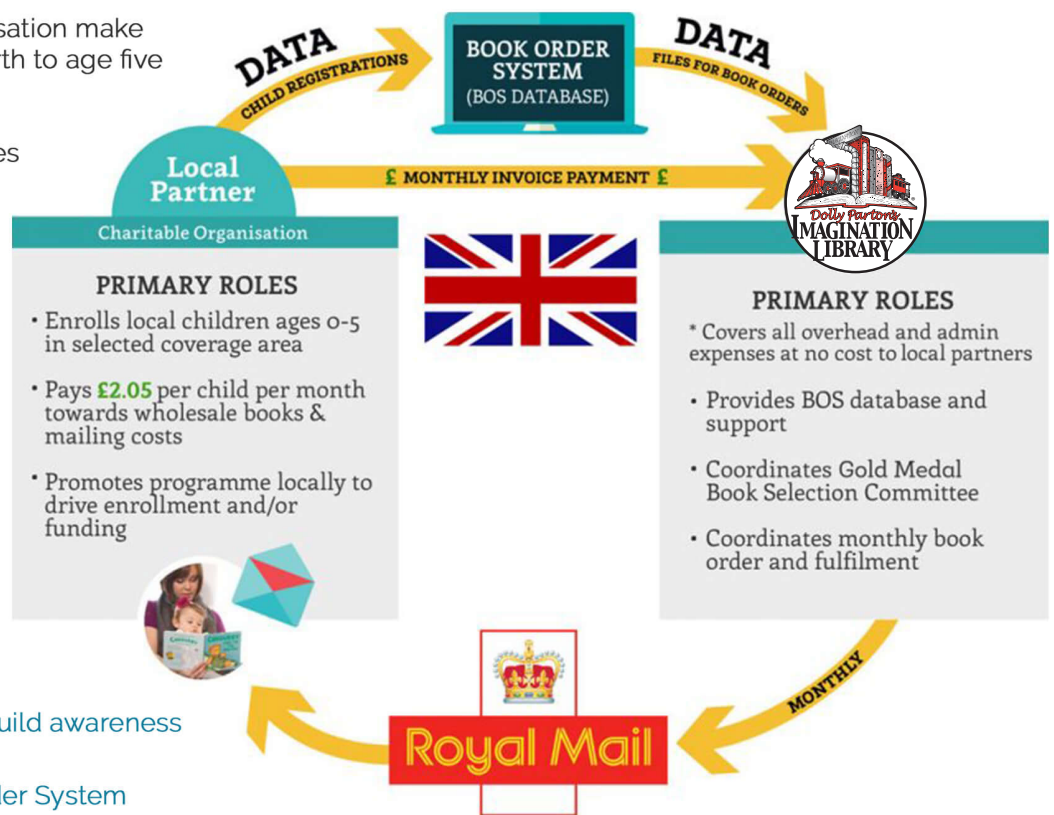 sation make
th to age five
es
DATA
CHILD REGISTRATIONS
BOOK ORDER
SYSTEM
(BOS DATABASE)
DATA
FILES FOR BOOK ORDERS
Local
Partner
£ MONTHLY INVOICE PAYMENT £
Charitable Organisation
Dolly Parton's
IMAGINATION
LIBRARY
PRIMARY ROLES
• Enrolls local children ages 0-5
in selected coverage area
• Pays £2.05 per child per month
towards wholesale books &
mailing costs
• Promotes programme locally to
drive enrollment and/or
funding
PRIMARY ROLES
* Covers all overhead and admin
expenses at no cost to local partners
• Provides BOS database and
support
• Coordinates Gold Medal
Book Selection Committee
• Coordinates monthly book
order and fulfilment
MONTHLY
Royal Mail
uild awareness
der System